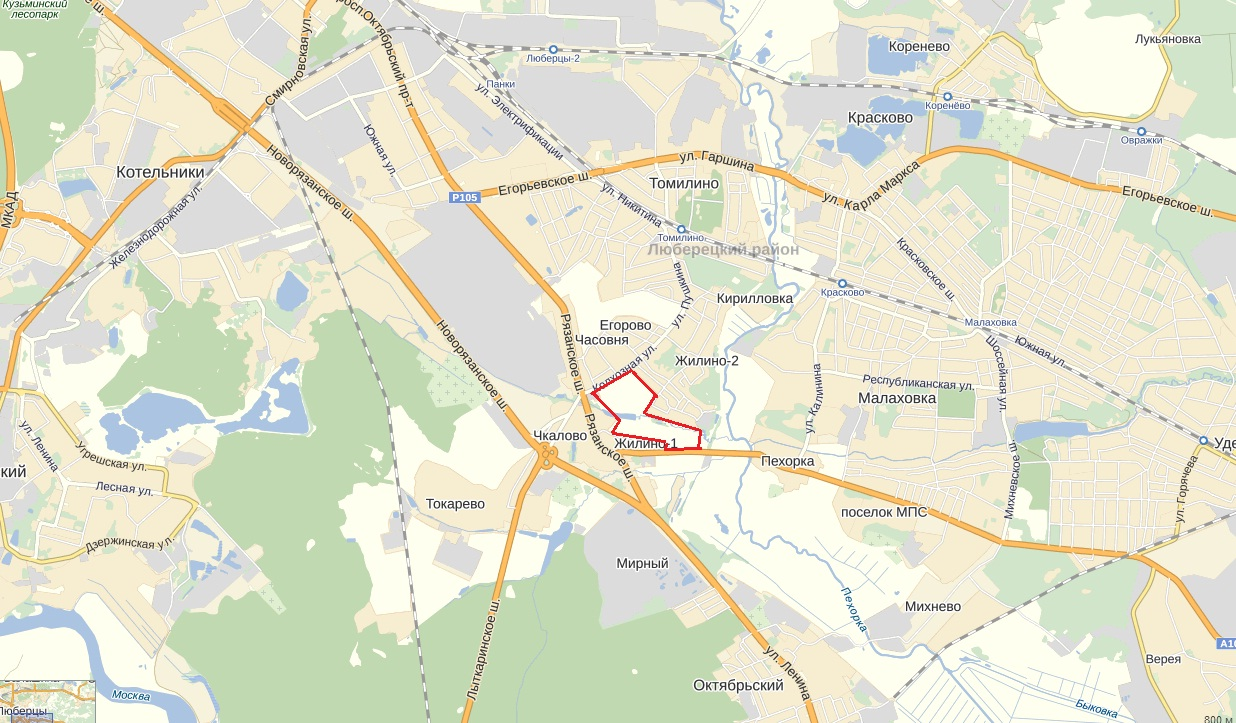 Кузьминский
лесопарк
Смирновская ул.
просп.Октябрьский пр-т
Люберцы-2
Панки
ул. Электрификации
Коренево
Лукьяновка
Коренёво
Красково
Овражки
Южная ул.
Котельники
Новорязанское ш.
МКАД
Железнодорожная ул.
Р105
Егорьевское ш.
ул. Гаршина
Томилино
ул. Никитина
ул. Карла Маркса
Егорьевское ш.
Томилино
Люберецкий район
Красковское ш.
ул. Пушкина
Кирилловка
Красково
Малаховка
Южная ул.
Новорязанское ш.
Рязанское ш.
Егорово
Часовня
Колхозная ул.
Жилино-2
ул. Калинина
Республиканская ул.
Малаховка
Шоссейная ул.
ул. Ленина
Угрешская ул.
Лесная ул.
Дзержинская ул.
кий
Чкалово
Рязанское ш.
Жилино-1
Пехорка
Михневское ш.
ул. Горячева
Уде
Токарево
поселок МПС
Мирный
Пехорка
Михнево
Лыткаринское ш.
ул. Ленина
Октябрьский
Верея
А10
Москва
Люберцы
Быковка
800 м